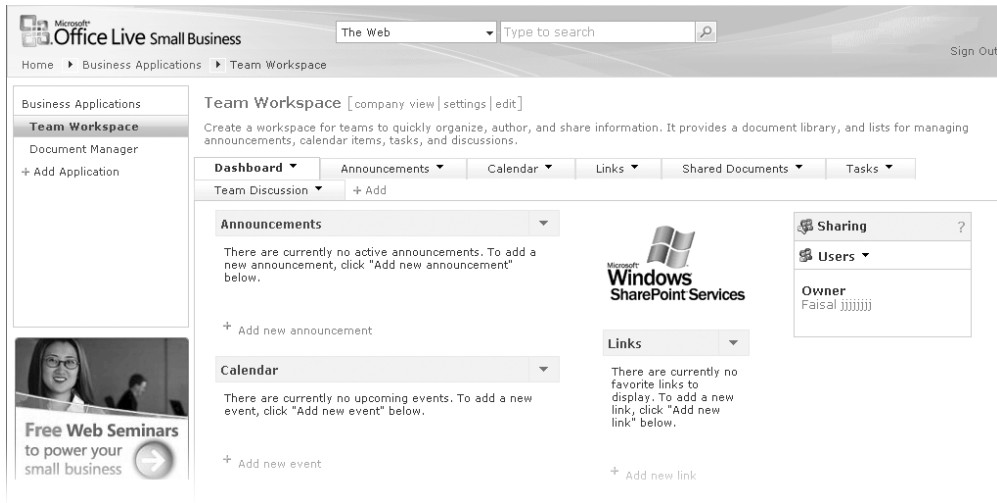 Microsoft®
Office Live Small Business
The Web
Type to search
Sign Out
Home Business Applications Team Workspace
Business Applications
Team Workspace
Document Manager
+ Add Application
Team Workspace [company view | settings | edit]
Create a workspace for teams to quickly organize, author, and share information. It provides a document library, and lists for managing
announcements, calendar items, tasks, and discussions.
Dashboard Announcements Calendar Links Shared Documents Tasks
Team Discussion + Add
Announcements
There are currently no active announcements. To add a
new announcement, click "Add new announcement"
below.
+ Add new announcement
Calendar
There are currently no upcoming events. To add a new
event, click "Add new event" below.
+ Add new event
Microsoft®
Windows
SharePoint Services
Links
There are currently no
favorite links to
display. To add a new
link, click "Add new
link" below.
+ Add new link
Sharing ?
Users
Owner
Faisal jjjjjjjj
Free Web Seminars
to power your
small business